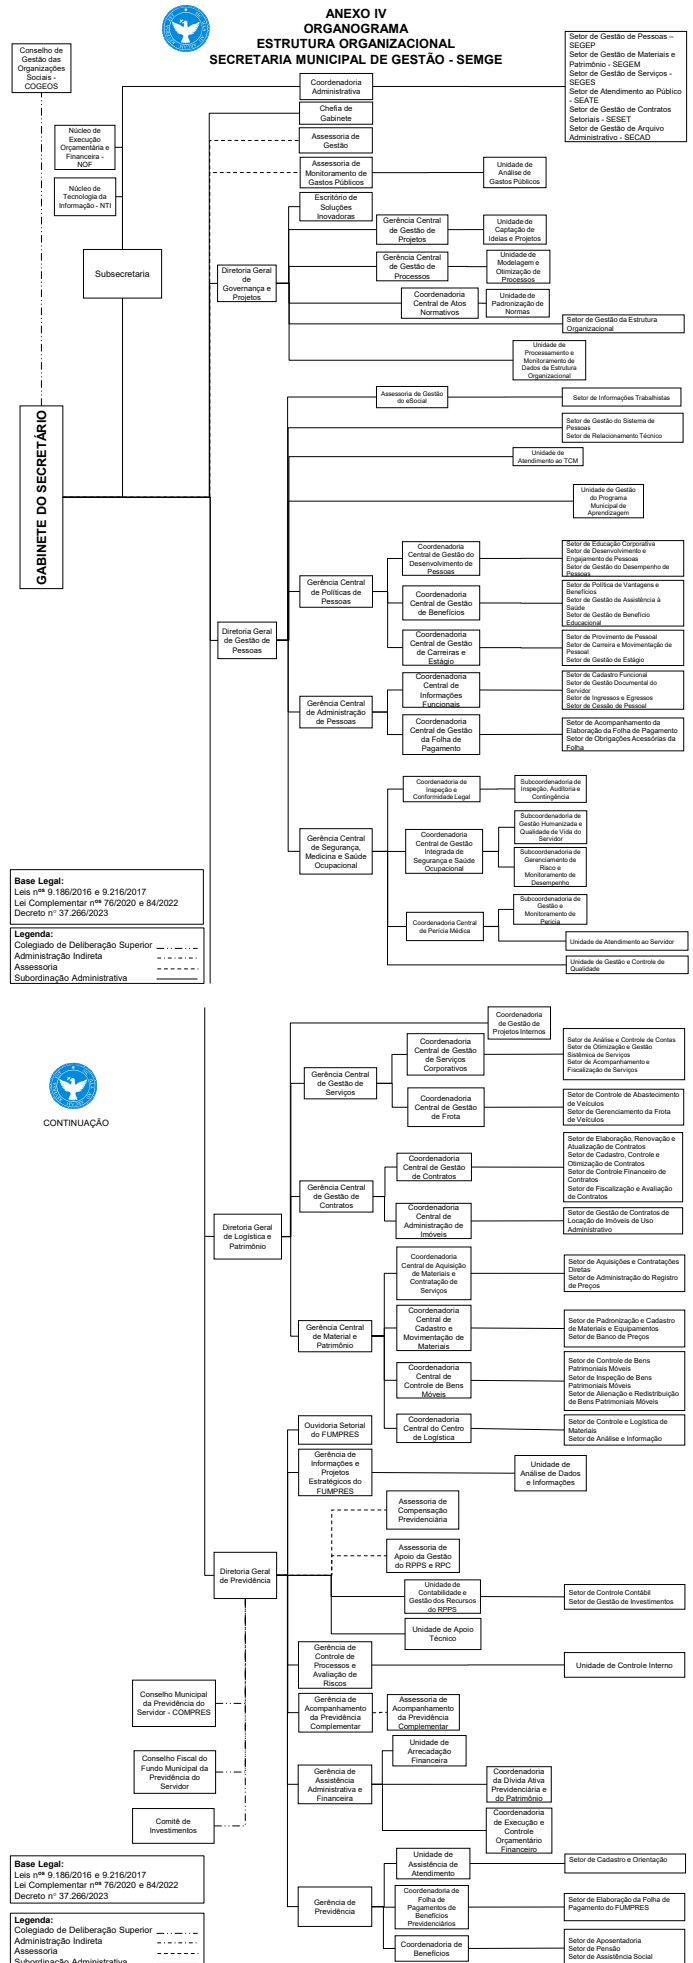 ANEXO IV
ORGANOGRAMA
ESTRUTURA ORGANIZACIONAL
SECRETARIA MUNICIPAL DE GESTÃO - SEMGE
Conselho de
Gestão das
Organizações
Sociais -
COGEOS
Coordenadoria
Administrativa
Setor de Gestão de Pessoas –
SEGEP
Setor de Gestão de Materiais e
Patrimônio - SEGEM
Setor de Gestão de Serviços -
SEGES
Setor de Atendimento ao Público
- SEATE
Setor de Gestão de Contratos
Setoriais - SESET
Setor de Gestão de Arquivo
Administrativo - SECAD
Chefia de
Gabinete
Núcleo de
Execução
Orçamentária e
Financeira -
NOF
Assessoria de
Gestão
Assessoria de
Monitoramento de
Gastos Públicos
Unidade de
Análise de
Gastos Públicos
Núcleo de
Tecnologia da
Informação - NTI
Escritório de
Soluções
Inovadoras
Gerência Central
de Gestão de
Projetos
Unidade de
Captação de
Ideias e Projetos
Subsecretaria
Diretoria Geral
de
Governança e
Projetos
Gerência Central
de Gestão de
Processos
Unidade de
Modelagem e
Otimização de
Processos
Coordenadoria
Central de Atos
Normativos
Unidade de
Padronização de
Normas
Setor de Gestão da Estrutura
Organizacional
Unidade de
Processamento e
Monitoramento de
Dados da Estrutura
Organizacional
GABINETE DO SECRETÁRIO
Assessoria de Gestão
do eSocial
Setor de Informações Trabalhistas
Setor de Gestão do Sistema de
Pessoas
Setor de Relacionamento Técnico
Unidade de
Atendimento ao TCM
Unidade de Gestão
do Programa
Municipal de
Aprendizagem
Diretoria Geral
de Gestão de
Pessoas
Gerência Central
de Políticas de
Pessoas
Coordenadoria
Central de Gestão do
Desenvolvimento de
Pessoas
Setor de Educação Corporativa
Setor de Desenvolvimento e
Engajamento de Pessoas
Setor de Gestão do Desempenho de
Pessoas
Coordenadoria
Central de Gestão
de Benefícios
Setor de Política de Vantagens e
Benefícios
Setor de Gestão de Assistência à
Saúde
Setor de Gestão de Benefício
Educacional
Coordenadoria
Central de Gestão
de Carreiras e
Estágio
Setor de Provimento de Pessoal
Setor de Carreira e Movimentação de
Pessoal
Setor de Gestão de Estágio
Gerência Central
de Administração
de Pessoas
Coordenadoria
Central de
Informações
Funcionais
Setor de Cadastro Funcional
Setor de Gestão Documental do
Servidor
Setor de Ingressos e Egressos
Setor de Cessão de Pessoal
Coordenadoria
Central de Gestão
da Folha de
Pagamento
Setor de Acompanhamento da
Elaboração da Folha de Pagamento
Setor de Obrigações Acessórias da
Folha
Gerência Central
de Segurança,
Medicina e Saúde
Ocupacional
Coordenadoria de
Inspeção e
Conformidade Legal
Subcoordenadoria de
Inspeção, Auditoria e
Contingência
Coordenadoria
Central de Gestão
Integrada de
Segurança e Saúde
Ocupacional
Subcoordenadoria de
Gestão Humanizada e
Qualidade de Vida do
Servidor
Subcoordenadoria de
Gerenciamento de
Risco e
Monitoramento de
Desempenho
Coordenadoria Central
de Perícia Médica
Subcoordenadoria de
Gestão e
Monitoramento de
Perícia
Unidade de Atendimento ao Servidor
Unidade de Gestão e Controle de
Qualidade
Base Legal:
Leis nºs 9.186/2016 e 9.216/2017
Lei Complementar nºs 76/2020 e 84/2022
Decreto n° 37.266/2023
Legenda:
Colegiado de Deliberação Superior
Administração Indireta
Assessoria
Subordinação Administrativa
CONTINUAÇÃO
Coordenadoria
de Gestão de
Projetos Internos
Diretoria Geral
de Logística e
Patrimônio
Gerência Central
de Gestão de
Serviços
Coordenadoria
Central de Gestão
de Serviços
Corporativos
Setor de Análise e Controle de Contas
Setor de Otimização e Gestão
Sistêmica de Serviços
Setor de Acompanhamento e
Fiscalização de Serviços
Coordenadoria
Central de Gestão
de Frota
Setor de Controle de Abastecimento
de Veículos
Setor de Gerenciamento da Frota
de Veículos
Gerência Central
de Gestão de
Contratos
Coordenadoria
Central de Gestão
de Contratos
Setor de Elaboração, Renovação e
Atualização de Contratos
Setor de Cadastro, Controle e
Otimização de Contratos
Setor de Controle Financeiro de
Contratos
Setor de Fiscalização e Avaliação
de Contratos
Coordenadoria
Central de
Administração de
Imóveis
Setor de Gestão de Contratos de
Locação de Imóveis de Uso
Administrativo
Gerência Central
de Material e
Patrimônio
Coordenadoria
Central de Aquisição
de Materiais e
Contratação de
Serviços
Setor de Aquisições e Contratações
Diretas
Setor de Administração do Registro
de Preços
Coordenadoria
Central de
Cadastro e
Movimentação de
Materiais
Setor de Padronização e Cadastro
de Materiais e Equipamentos
Setor de Banco de Preços
Coordenadoria
Central de
Controle de Bens
Móveis
Setor de Controle de Bens
Patrimoniais Móveis
Setor de Inspeção de Bens
Patrimoniais Móveis
Setor de Alienação e Redistribuição
de Bens Patrimoniais Móveis
Coordenadoria
Central do Centro
de Logística
Setor de Controle e Logística de
Materiais
Setor de Análise e Informação
Diretoria Geral
de Previdência
Ouvidoria Setorial
do FUMPRES
Gerência de
Informações e
Projetos
Estratégicos do
FUMPRES
Unidade de
Análise de Dados
e Informações
Assessoria de
Compensação
Previdenciária
Assessoria de
Apoio da Gestão
do RPPS e RPC
Unidade de
Contabilidade e
Gestão dos Recursos
do RPPS
Setor de Controle Contábil
Setor de Gestão de Investimentos
Unidade de Apoio
Técnico
Gerência de
Controle de
Processos e
Avaliação de
Riscos
Unidade de Controle Interno
Conselho Municipal
da Previdência do
Servidor - COMPRES
Gerência de
Acompanhamento
da Previdência
Complementar
Assessoria de
Acompanhamento
da Previdência
Complementar
Conselho Fiscal do
Fundo Municipal da
Previdência do
Servidor
Gerência de
Assistência
Administrativa e
Financeira
Unidade de
Arrecadação
Financeira
Coordenadoria
da Dívida Ativa
Previdenciária e
do Patrimônio
Coordenadoria
de Execução e
Controle
Orçamentário
Financeiro
Comitê de
Investimentos
Gerência de
Previdência
Unidade de
Assistência de
Atendimento
Setor de Cadastro e Orientação
Coordenadoria de
Folha de
Pagamentos de
Benefícios
Previdenciários
Setor de Elaboração da Folha de
Pagamento do FUMPRES
Coordenadoria de
Benefícios
Setor de Aposentadoria
Setor de Pensão
Setor de Assistência Social
Base Legal:
Leis nºs 9.186/2016 e 9.216/2017
Lei Complementar nºs 76/2020 e 84/2022
Decreto n° 37.266/2023
Legenda:
Colegiado de Deliberação Superior
Administração Indireta
Assessoria
Subordinação Administrativa